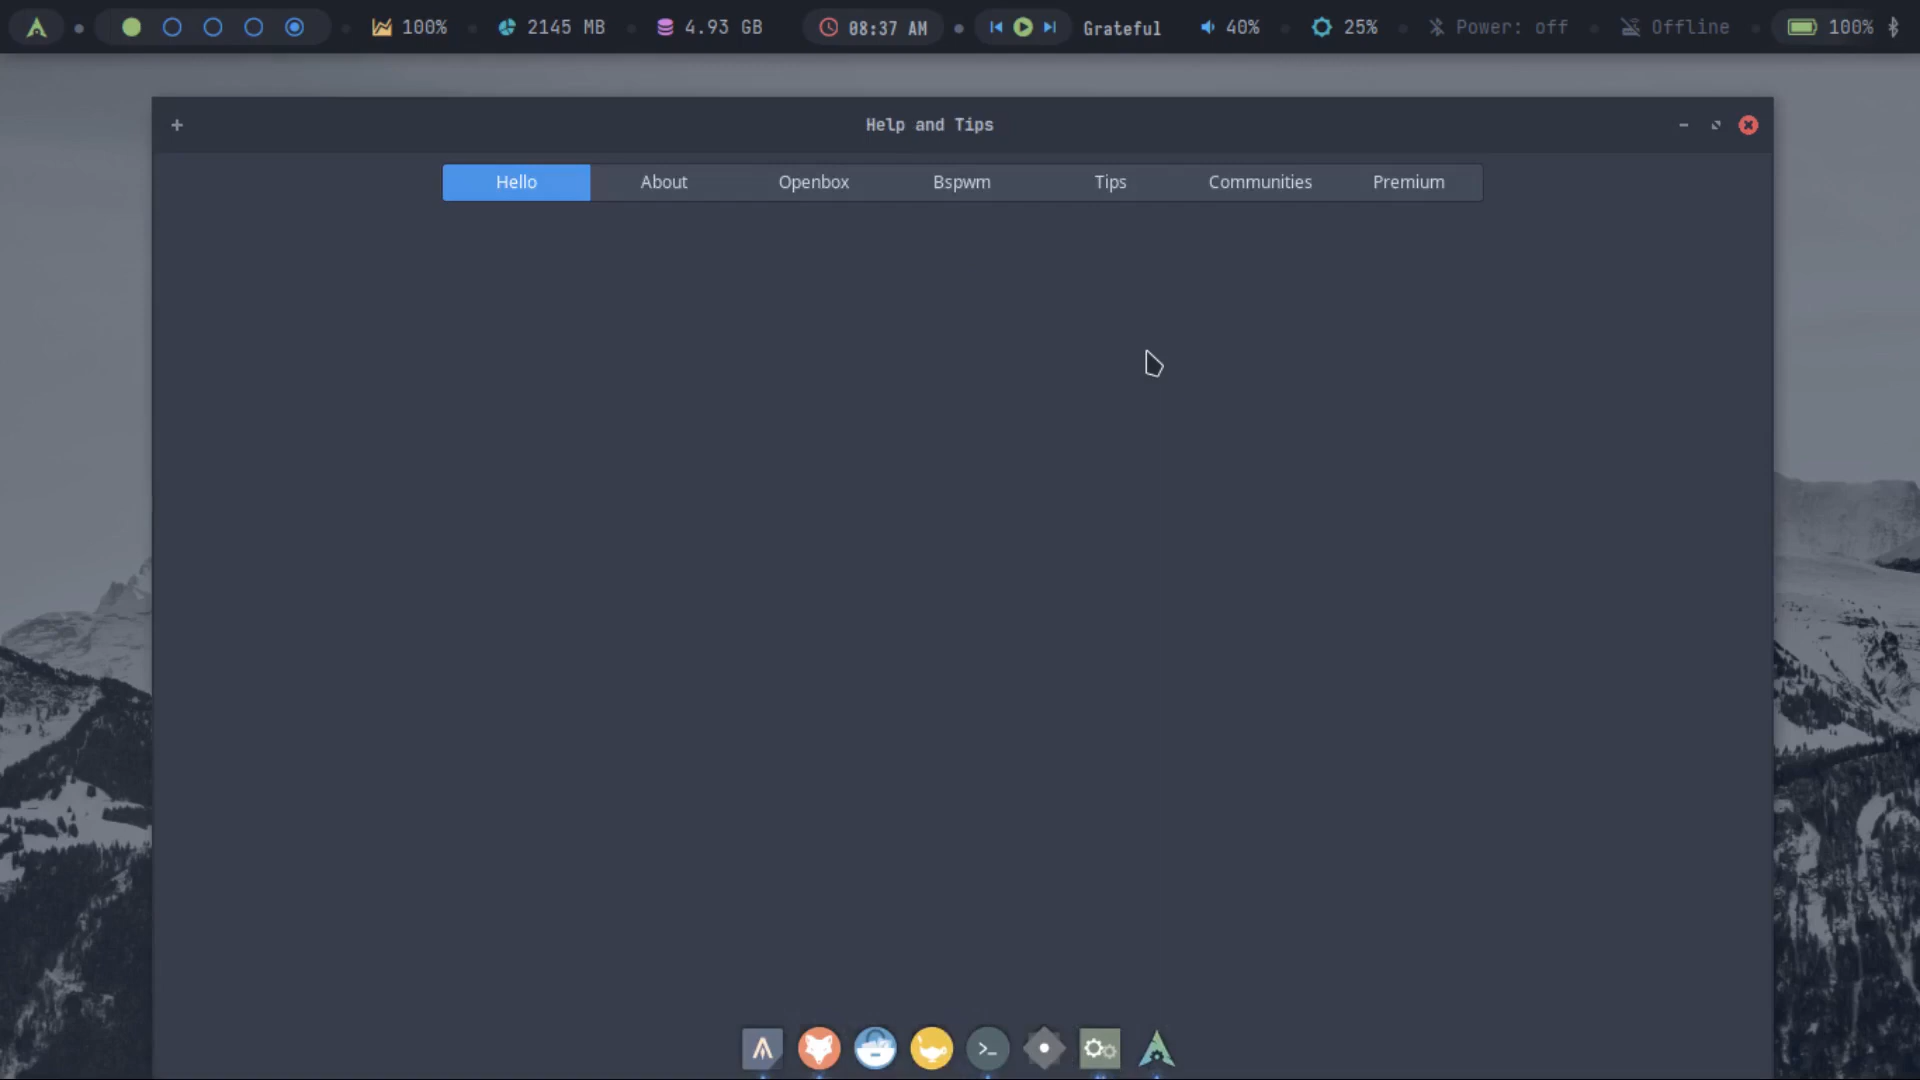 100% 2145 MB 4.93 GB 08:37 AM Grateful 40% 25% Power: off Offline 100%
Help and Tips
Hello About Openbox Bspwm Tips Communities Premium